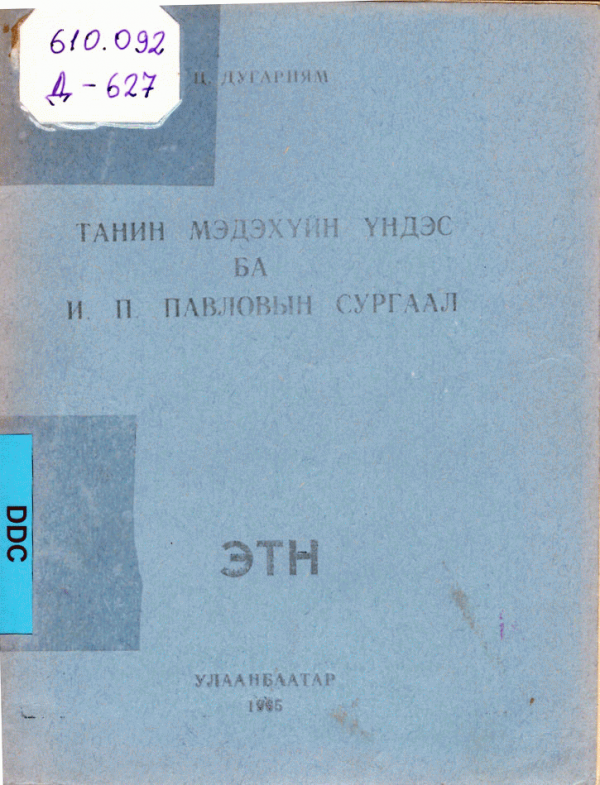 610.092
Д-627
ДУГАРНЯМ
ТАНИН МЭДЭХҮЙН ҮНДЭС
БА
И. П. ПАВЛОВЫН СУРГААЛ
DDC
ЭТН
УЛААНБААТАР